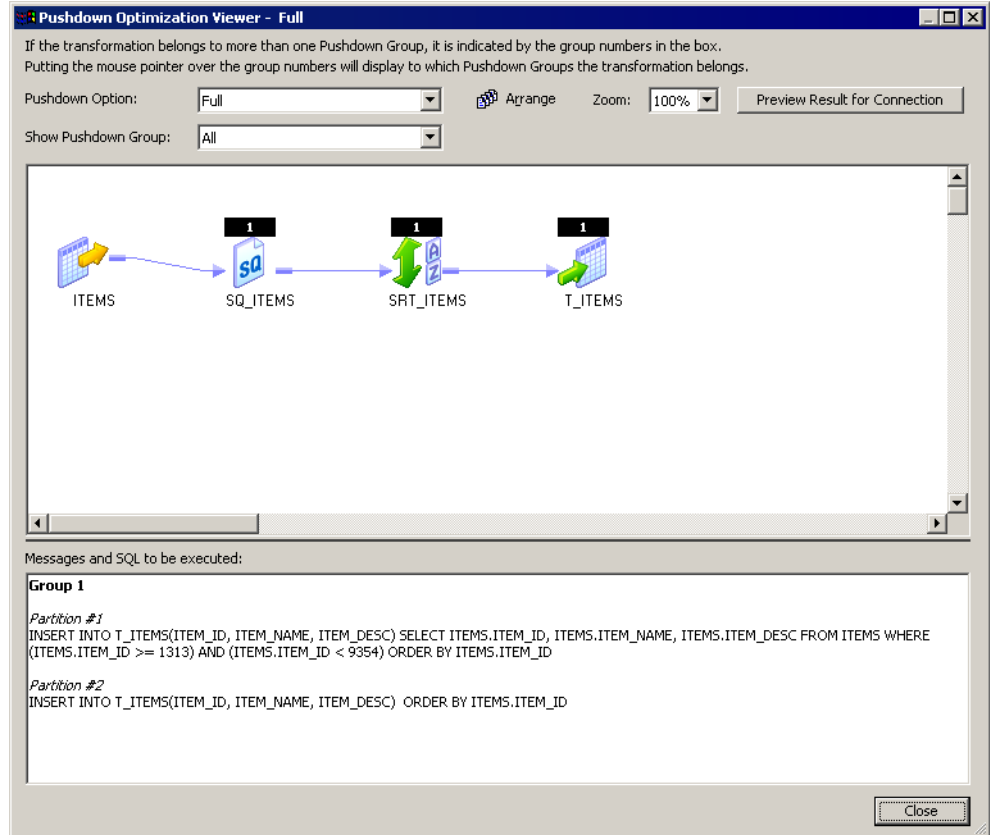 Pushdown Optimization Viewer - Full
If the transformation belongs to more than one Pushdown Group, it is indicated by the group numbers in the box.
Putting the mouse pointer over the group numbers will display to which Pushdown Groups the transformation belongs.
Pushdown Option: Full Arrange Zoom: 100% Preview Result for Connection
Show Pushdown Group: All
1 1 1
SQ A Z
ITEMS SQ_ITEMS SRT_ITEMS T_ITEMS
Messages and SQL to be executed:
Group 1
Partition #1
INSERT INTO T_ITEMS(ITEM_ID, ITEM_NAME, ITEM_DESC) SELECT ITEMS.ITEM_ID, ITEMS.ITEM_NAME, ITEMS.ITEM_DESC FROM ITEMS WHERE
(ITEMS.ITEM_ID >= 1313) AND (ITEMS.ITEM_ID < 9354) ORDER BY ITEMS.ITEM_ID
Partition #2
INSERT INTO T_ITEMS(ITEM_ID, ITEM_NAME, ITEM_DESC)  ORDER BY ITEMS.ITEM_ID
Close